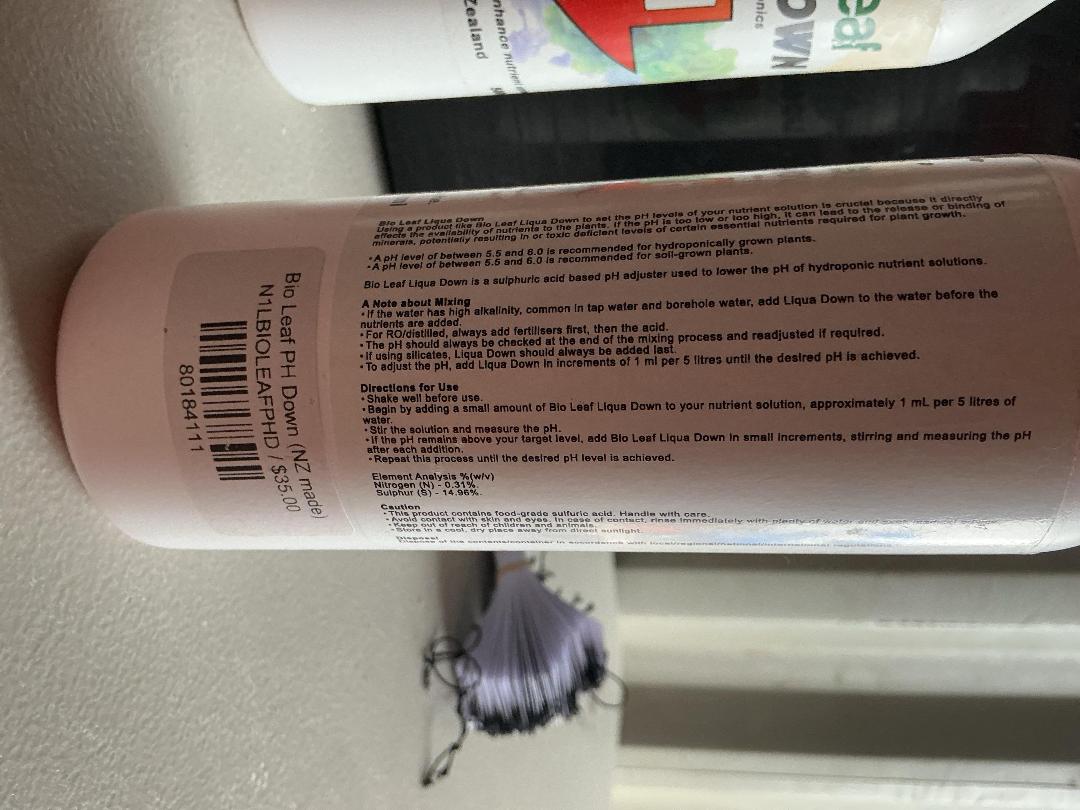 eaf
OWN
onics
nhance nutrien
Zealand
Bio Leaf Liqua Down
Using a product like Bio Leaf Liqua Down to set the pH levels of your nutrient solution is crucial because it directly
affects the availability of nutrients to the plants. If the pH is too low or too high, it can lead to the release or binding of
minerals, potentially resulting in or toxic deficient levels of certain essential nutrients required for plant growth.
• A pH level of between 5.5 and 6.0 is recommended for hydroponically grown plants.
• A pH level of between 5.5 and 6.0 is recommended for soil-grown plants.
Bio Leaf Liqua Down is a sulphuric acid based pH adjuster used to lower the pH of hydroponic nutrient solutions.
A Note about Mixing
• If the water has high alkalinity, common in tap water and borehole water, add Liqua Down to the water before the
nutrients are added.
• For RO/distilled, always add fertilisers first, then the acid.
• The pH should always be checked at the end of the mixing process and readjusted if required.
• If using silicates, Liqua Down should always be added last.
• To adjust the pH, add Liqua Down in increments of 1 ml per 5 litres until the desired pH is achieved.
Directions for Use
• Shake well before use.
• Begin by adding a small amount of Bio Leaf Liqua Down to your nutrient solution, approximately 1 mL per 5 litres of
water.
• Stir the solution and measure the pH.
• If the pH remains above your target level, add Bio Leaf Liqua Down in small increments, stirring and measuring the pH
after each addition.
• Repeat this process until the desired pH level is achieved.
Element Analysis %(w/v)
Nitrogen (N) - 0.31%.
Sulphur (S) - 14.96%.
Caution
• This product contains food-grade sulfuric acid. Handle with care.
• Avoid contact with skin and eyes. In case of contact, rinse immediately with plenty of
• Keep out of reach of children and animals.
• Store in a cool, dry place away from direct sunlight.
Disposal
Dispose of the contents/container in accordance with local/regional/national/international regulations.
Bio Leaf PH Down (NZ made)
N1LBIOLEAFPHD / $35.00
80184111